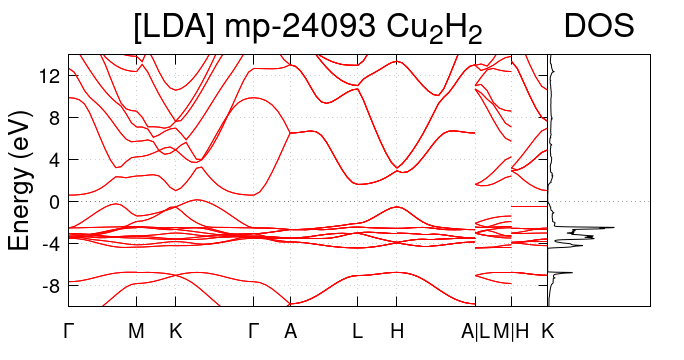 [LDA] mp-24093 Cu₂H₂ DOS
Energy (eV)
12
8
4
0
-4
-8
Γ M K Γ A L H A|L M|H K